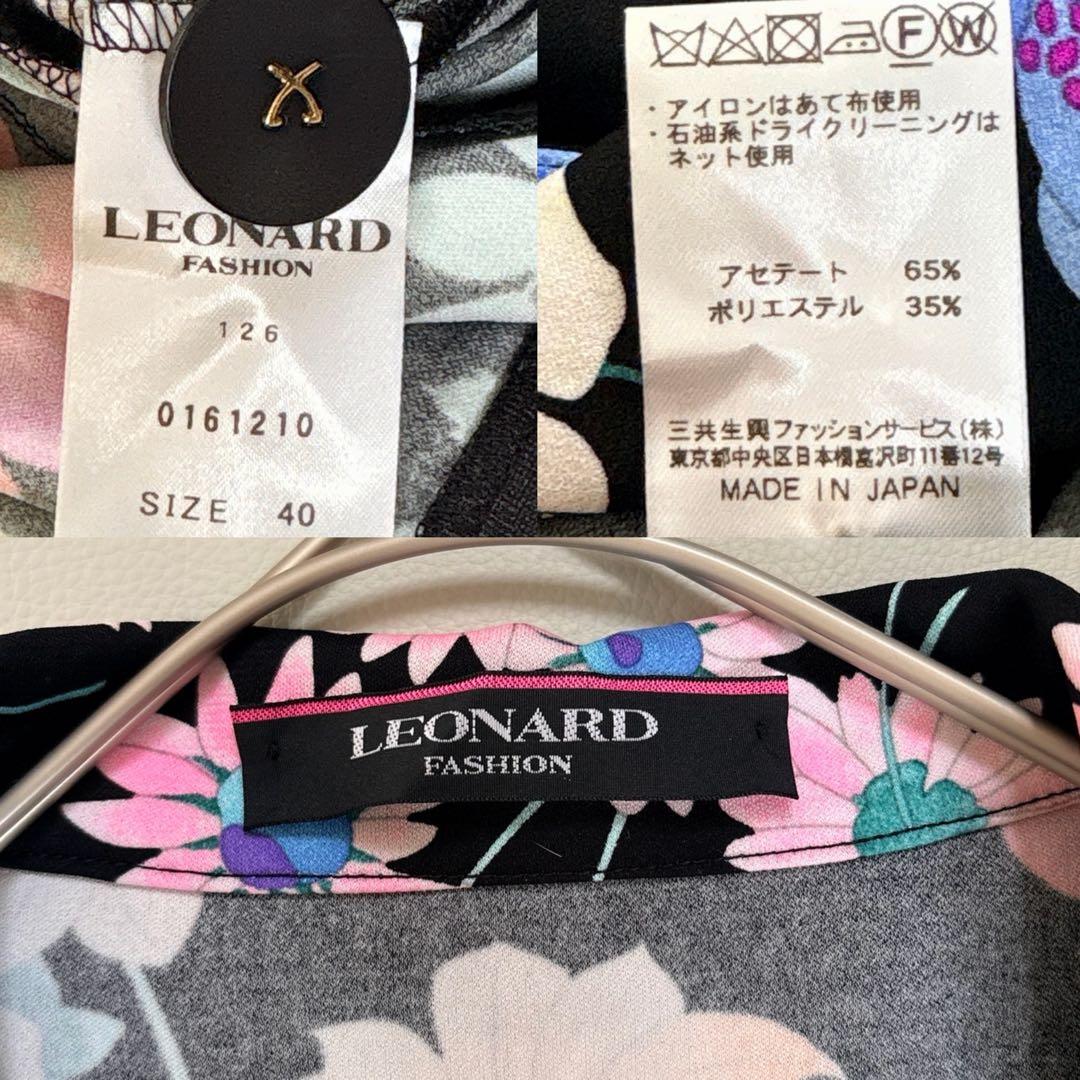 LEONARD
FASHION
126
0161210
SIZE 40
F W
・アイロンはあて布使用
・石油系ドライクリーニングは
ネット使用
アセテート 65%
ポリエステル 35%
三共生興ファッションサービス(株)
東京都中央区日本橋富沢町11番12号
MADE IN JAPAN
LEONARD
FASHION